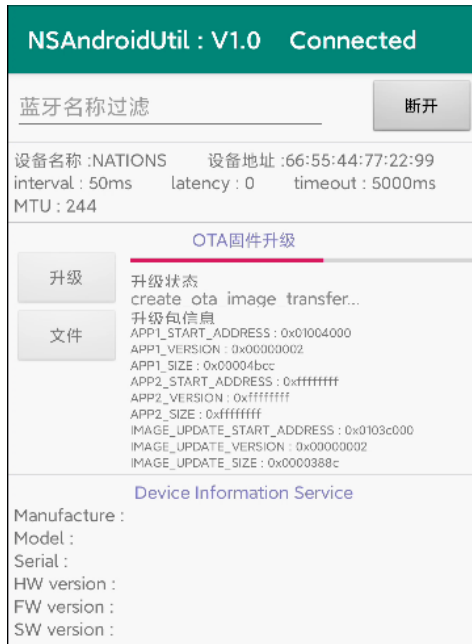 NSAndroidUtil : V1.0 Connected
蓝牙名称过滤 断开
设备名称 :NATIONS 设备地址 :66:55:44:77:22:99
interval : 50ms latency : 0 timeout : 5000ms
MTU : 244
OTA固件升级
升级
升级状态
create ota image transfer...
文件
升级包信息
APP1_START_ADDRESS : 0x01004000
APP1_VERSION : 0x00000002
APP1_SIZE : 0x00004bcc
APP2_START_ADDRESS : 0xffffffff
APP2_VERSION : 0xffffffff
APP2_SIZE : 0xffffffff
IMAGE_UPDATE_START_ADDRESS : 0x0103c000
IMAGE_UPDATE_VERSION : 0x00000002
IMAGE_UPDATE_SIZE : 0x0000388c
Device Information Service
Manufacture :
Model :
Serial :
HW version :
FW version :
SW version :